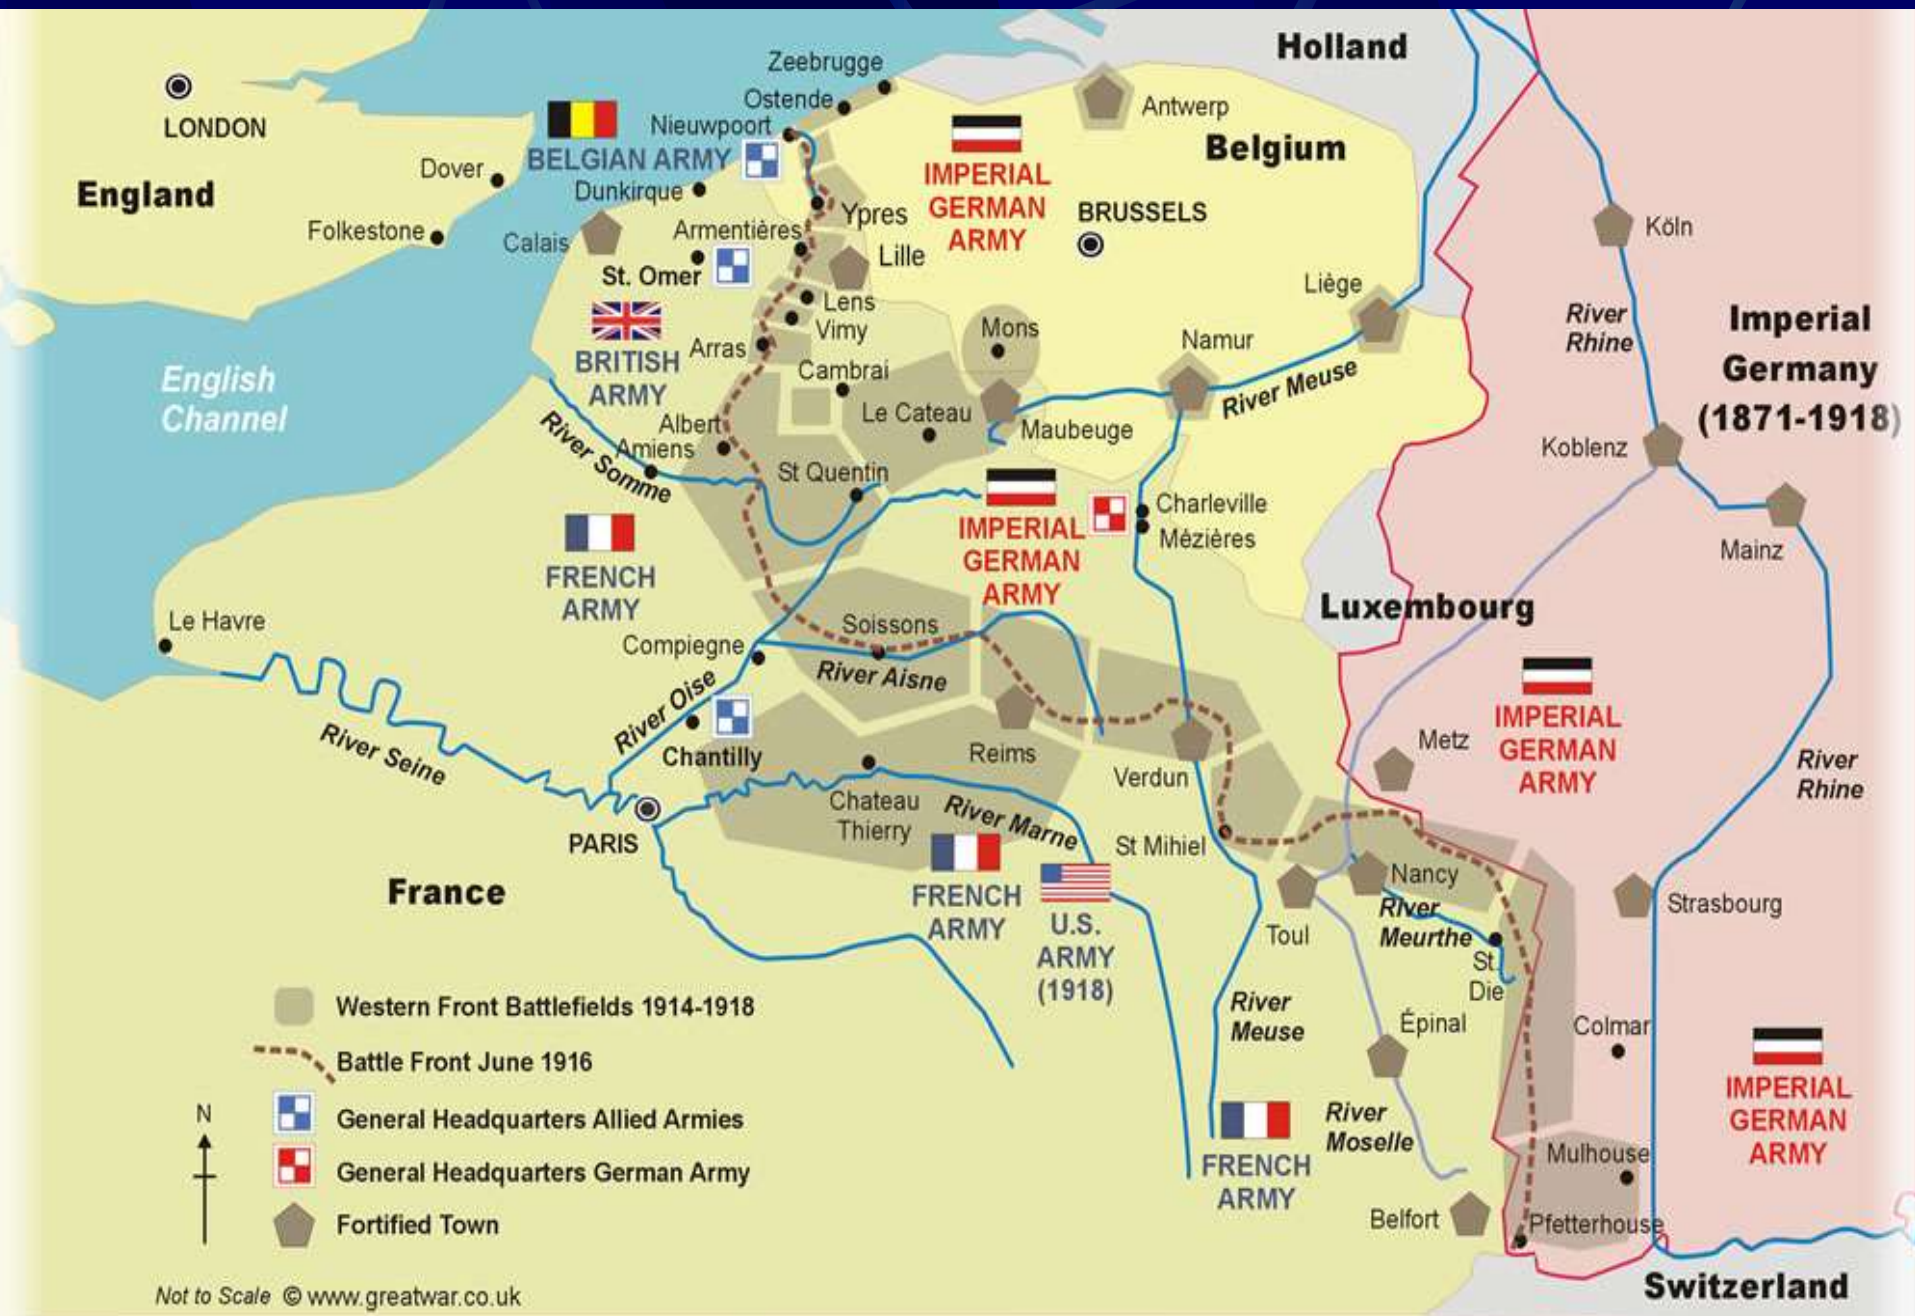 Holland
Zeebrugge
Ostende
Antwerp
LONDON
Nieuwpoort
BELGIAN ARMY
Belgium
Dover
IMPERIAL
GERMAN
ARMY
England
Dunkirque
Ypres
BRUSSELS
Köln
Folkestone
Calais
Armentières
Lille
St. Omer
Liège
Lens
Vimy
River
Rhine
Imperial
Germany
(1871-1918)
Mons
Namur
Arras
BRITISH
ARMY
English
Channel
Cambrai
River Meuse
Le Cateau
Maubeuge
Albert
Amiens
River Somme
Koblenz
St Quentin
Charleville
Mézières
IMPERIAL
GERMAN
ARMY
Mainz
FRENCH
ARMY
Luxembourg
Le Havre
Soissons
Compiegne
River Aisne
River Oise
IMPERIAL
GERMAN
ARMY
Metz
River Seine
Chantilly
Reims
Verdun
River
Rhine
Chateau
Thierry
River Marne
PARIS
St Mihiel
France
FRENCH
ARMY
U.S.
ARMY
(1918)
Nancy
Strasbourg
River
Meurthe
Toul
St.
Die
River
Meuse
Épinal
Colmar
Western Front Battlefields 1914-1918
Battle Front June 1916
General Headquarters Allied Armies
General Headquarters German Army
Fortified Town
N
River
Moselle
IMPERIAL
GERMAN
ARMY
Mulhouse
FRENCH
ARMY
Belfort
Pfetterhouse
Switzerland
Not to Scale © www.greatwar.co.uk